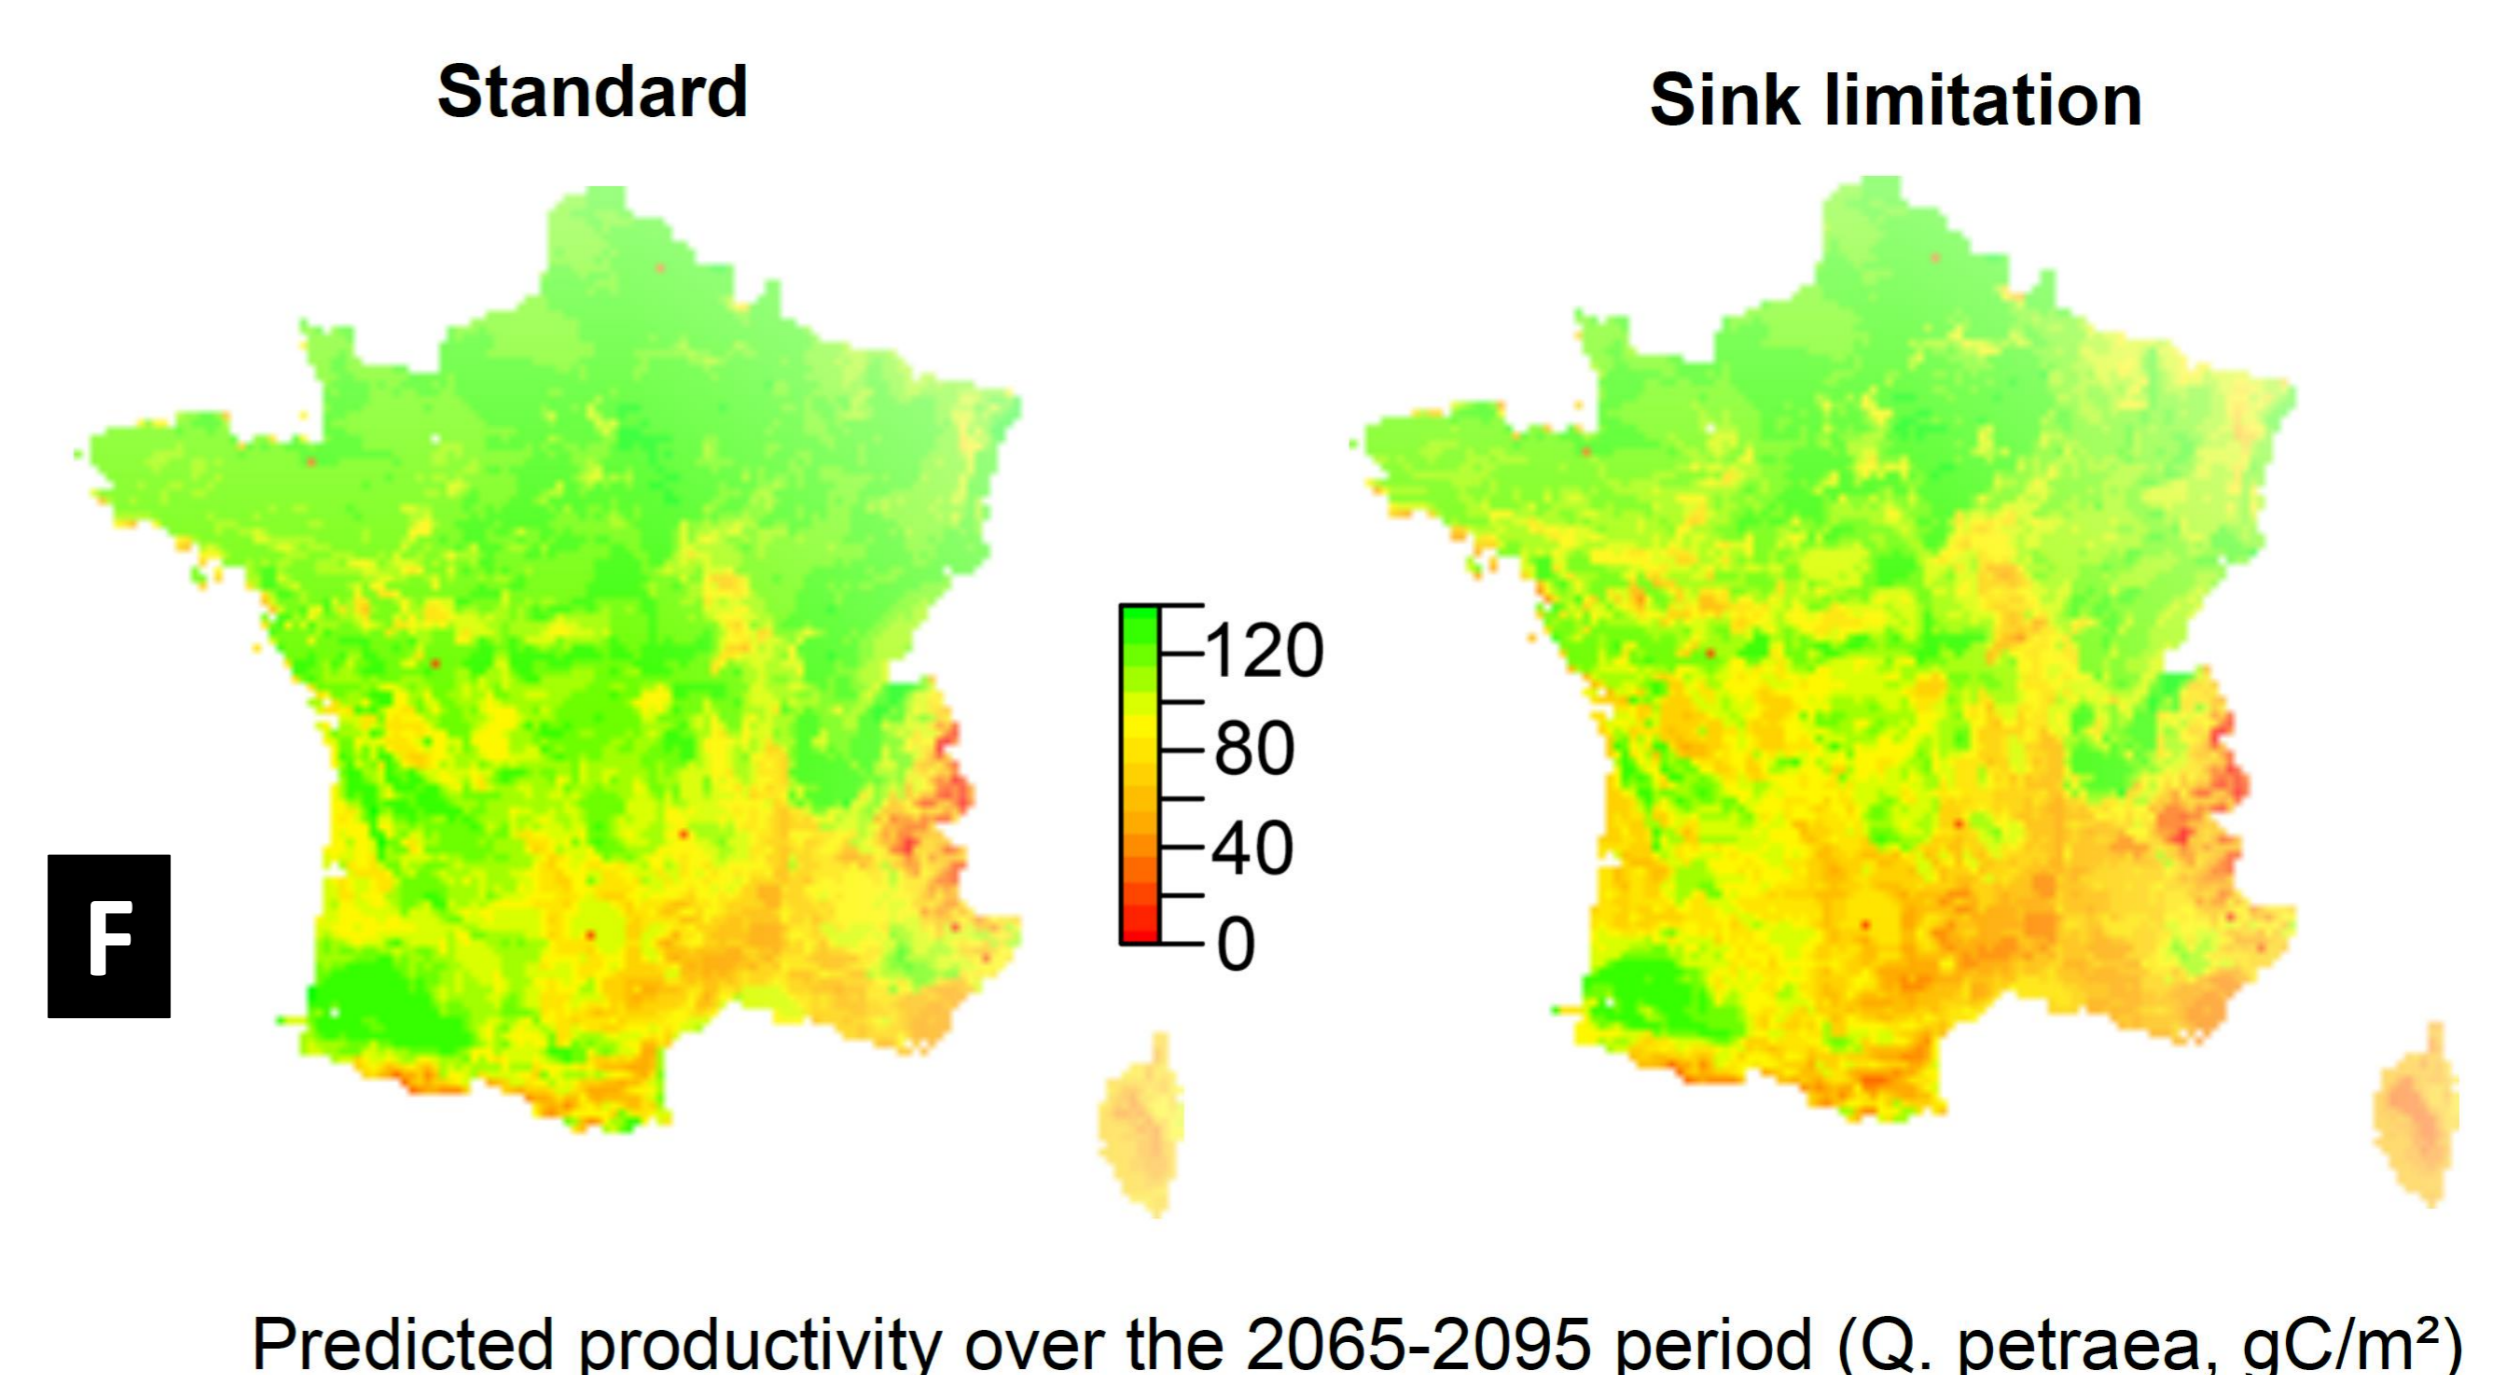 Standard
Sink limitation
120
80
40
0
F
Predicted productivity over the 2065-2095 period (Q. petraea, gC/m²)